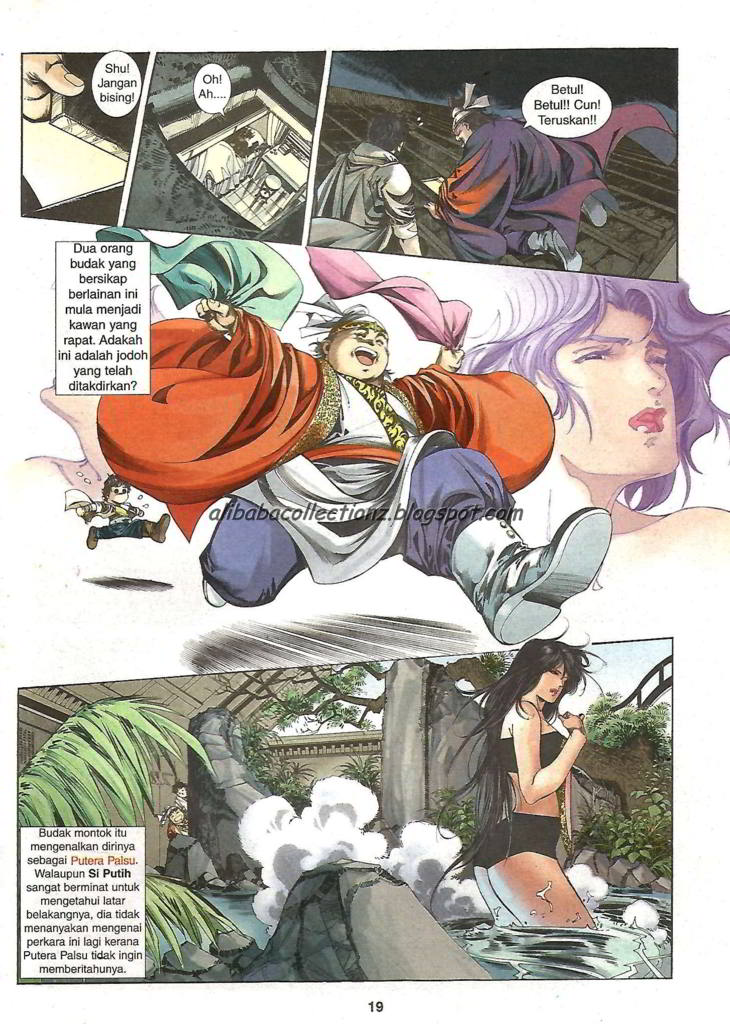 Shu!
Jangan
bising!
Oh!
Ah....
Betul!
Betul!! Cun!
Teruskan!!
Dua orang
budak yang
bersikap
berlainan ini
mula menjadi
kawan yang
rapat. Adakah
ini adalah jodoh
yang telah
ditakdirkan?
alibabacollectionz.blogspot.com
Budak montok itu
mengenalkan dirinya
sebagai Putera Palsu.
Walaupun Si Putih
sangat berminat untuk
mengetahui latar
belakangnya, dia tidak
menanyakan mengenai
perkara ini lagi kerana
Putera Palsu tidak ingin
memberitahunya.
19